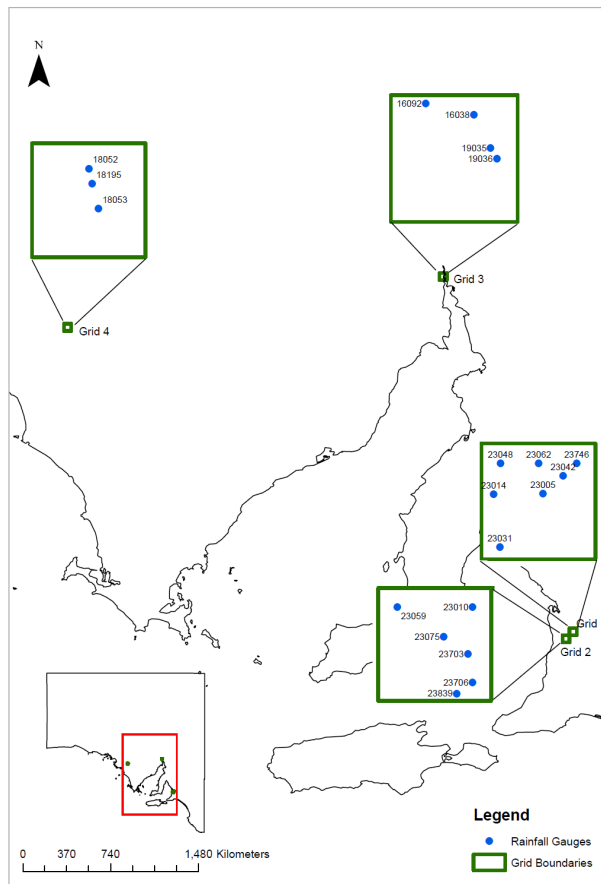 N
16092
16038
19035
19036
18052
18195
18053
Grid 3
Grid 4
23048
23062
23746
23042
23014
23005
23031
23059
23010
23075
23703
23706
23839
Grid
Grid 2
Legend
Rainfall Gauges
Grid Boundaries
0 370 740 1,480 Kilometers